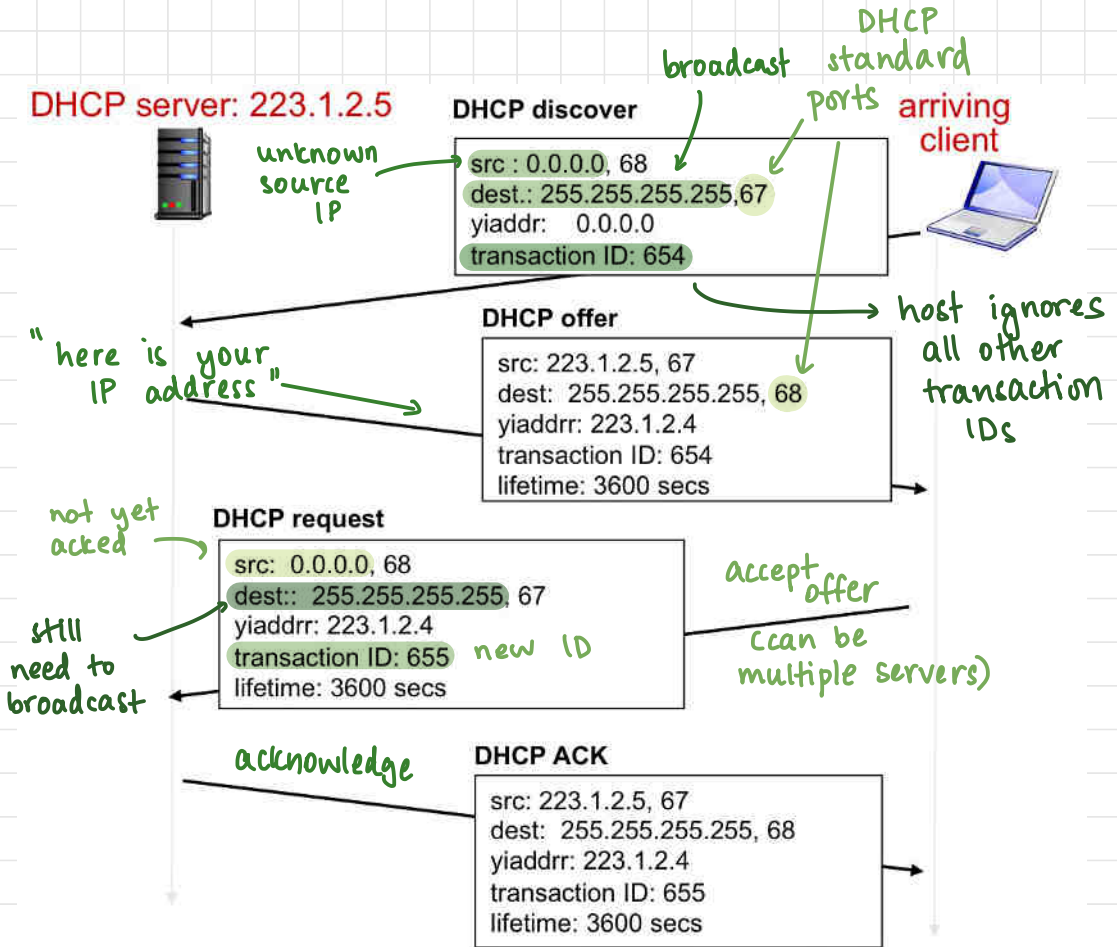 DHCP
standard
ports
broadcast
DHCP server: 223.1.2.5
DHCP discover
arriving
client
unknown
source
IP
src : 0.0.0.0, 68
dest.: 255.255.255.255,67
yiaddr: 0.0.0.0
transaction ID: 654
host ignores
all other
transaction
IDs
DHCP offer
"here is your
IP address"
src: 223.1.2.5, 67
dest: 255.255.255.255, 68
yiaddrr: 223.1.2.4
transaction ID: 654
lifetime: 3600 secs
not yet
acked
DHCP request
src: 0.0.0.0, 68
dest:: 255.255.255.255, 67
yiaddrr: 223.1.2.4
transaction ID: 655 new ID
lifetime: 3600 secs
still
need to
broadcast
accept
offer
(can be
multiple servers)
acknowledge
DHCP ACK
src: 223.1.2.5, 67
dest: 255.255.255.255, 68
yiaddrr: 223.1.2.4
transaction ID: 655
lifetime: 3600 secs